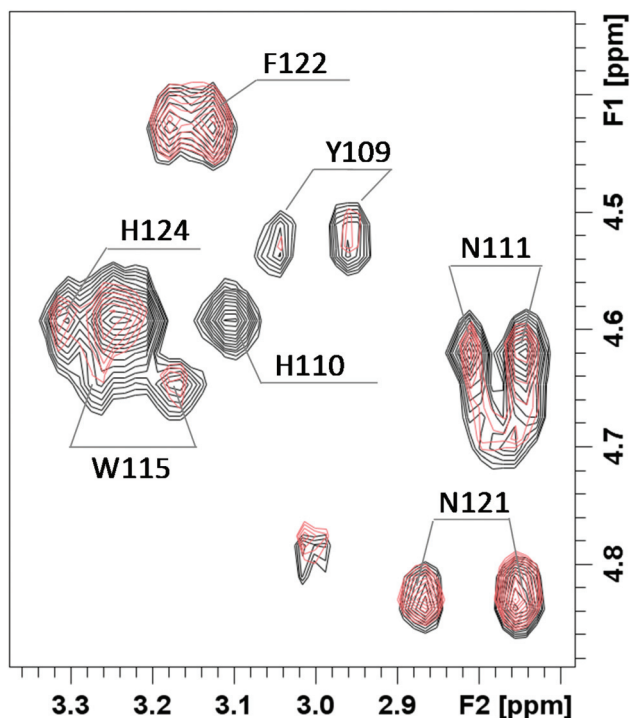 F122
F1 [ppm]
Y109
4.5
H124
N111
4.6
H110
W115
4.7
N121
4.8
3.3 3.2 3.1 3.0 2.9 F2 [ppm]